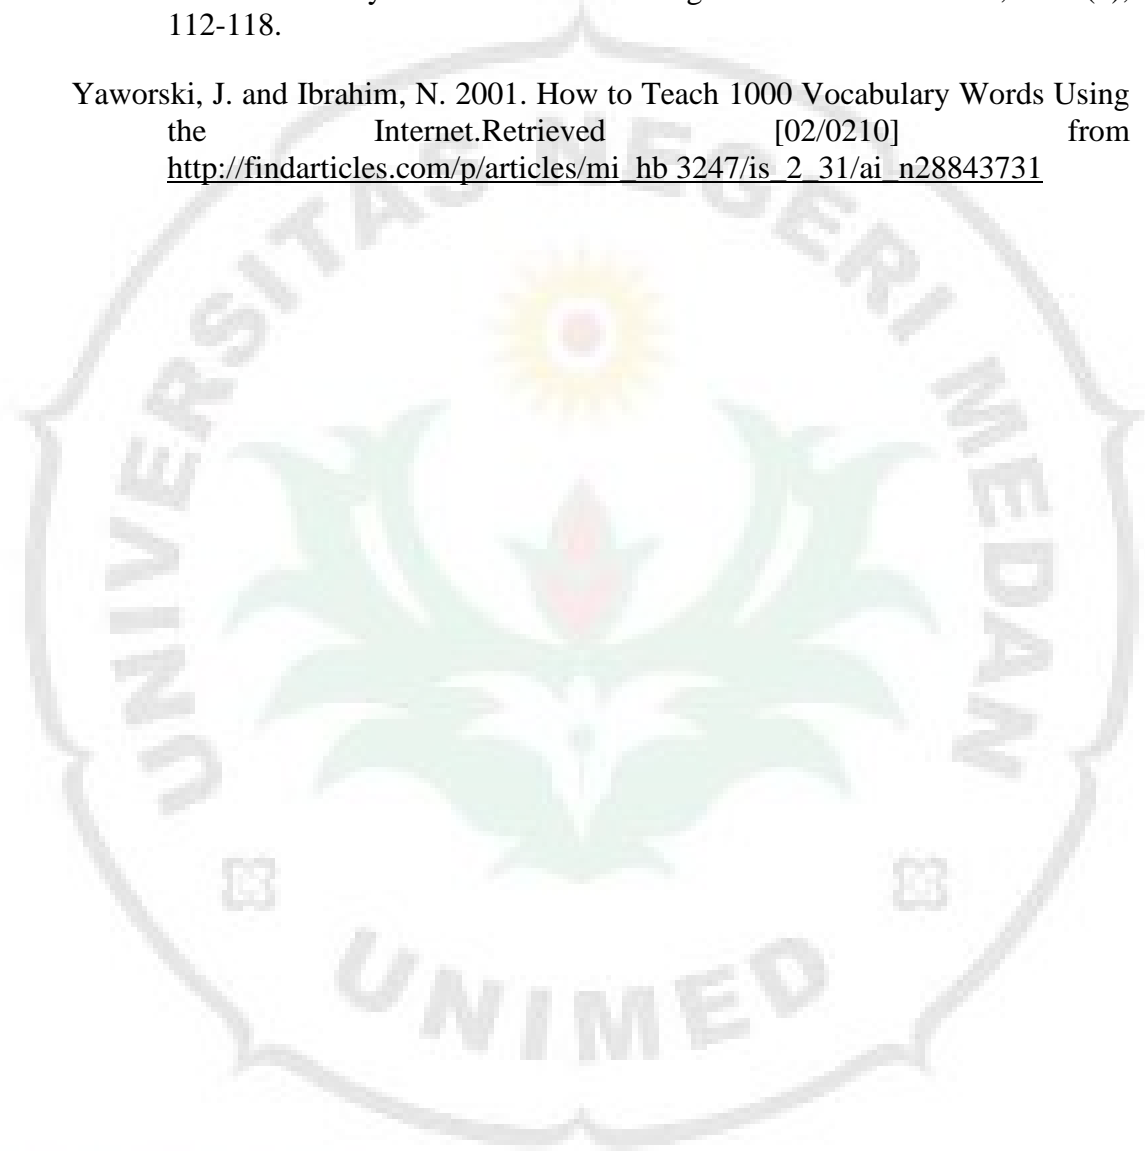 112-118.
Yaworski, J. and Ibrahim, N. 2001. How to Teach 1000 Vocabulary Words Using
the Internet.Retrieved [02/0210] from
http://findarticles.com/p/articles/mi_hb 3247/is_2_31/ai_n28843731
UNIVERSITAS NEGERI MEDAN
UNIMED